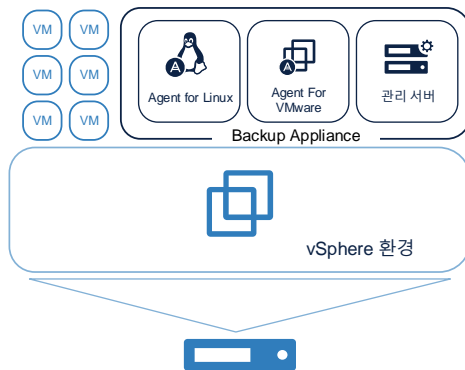 VM VM
VM VM
VM VM
Agent for Linux
Agent For
VMware
관리 서버
Backup Appliance
vSphere 환경